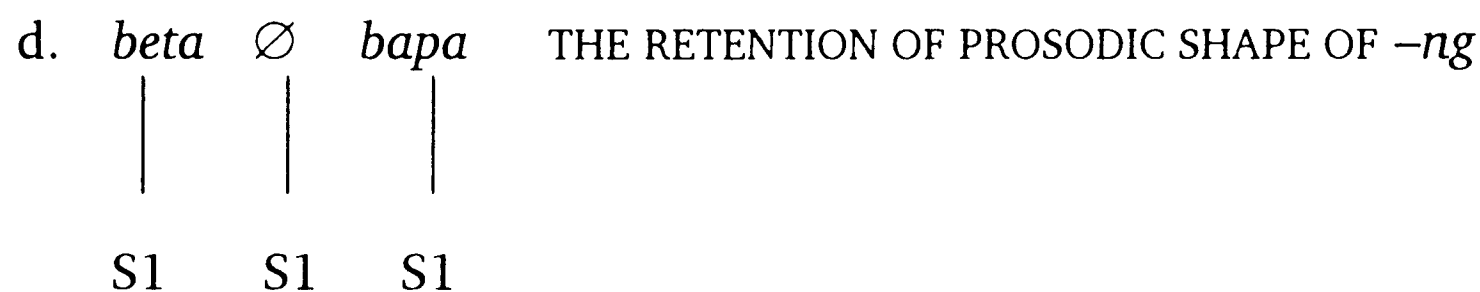 d. beta ∅ bapa THE RETENTION OF PROSODIC SHAPE OF –ng
S1 S1 S1